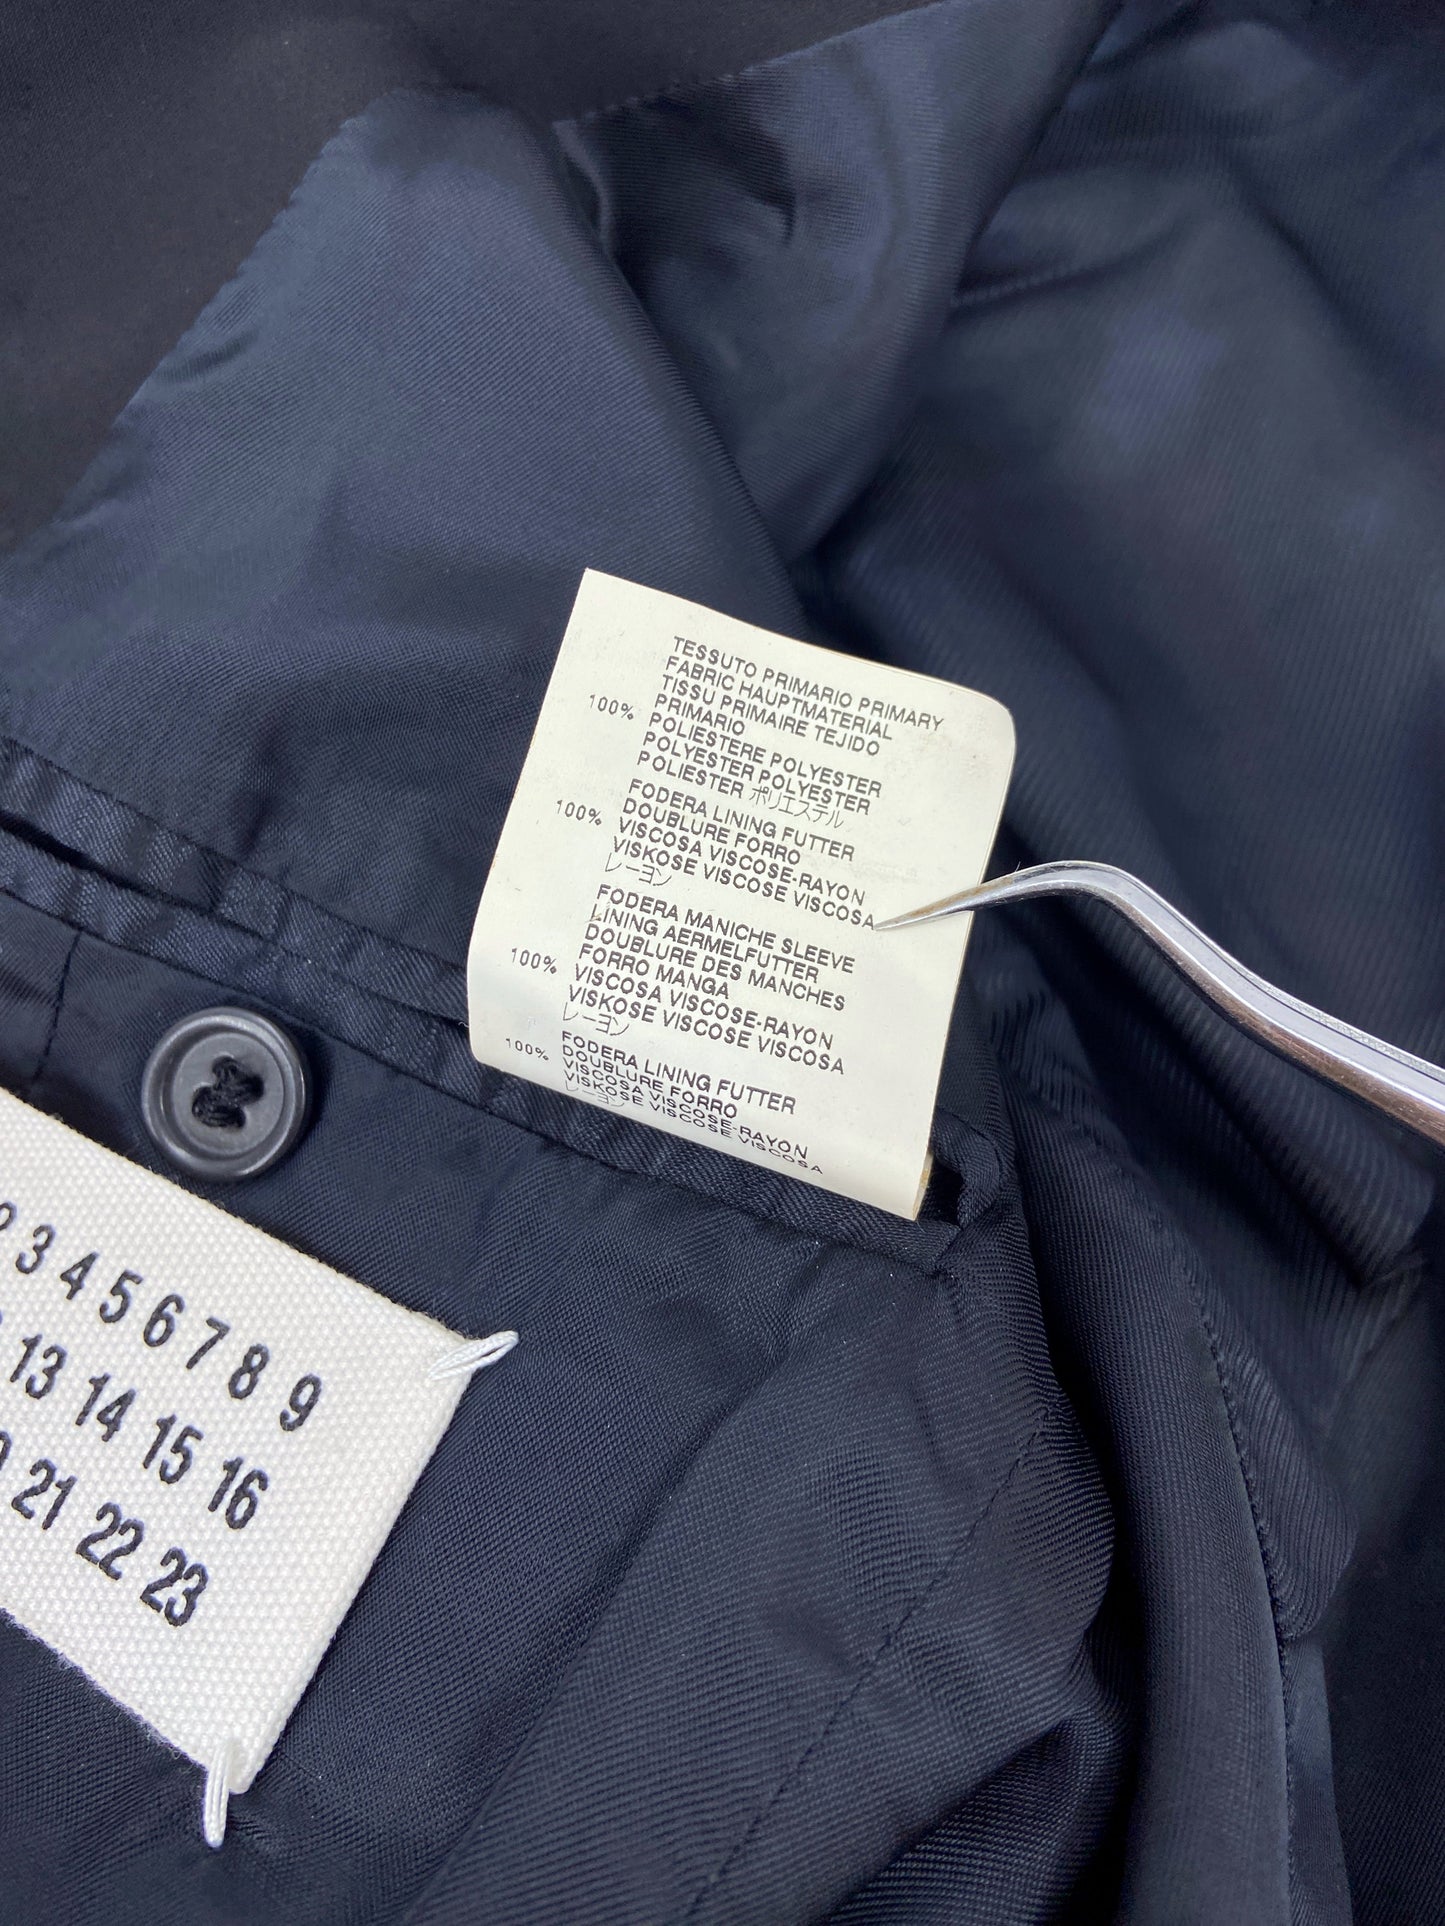 TESSUTO PRIMARIO PRIMARY
FABRIC HAUPTMATERIAL
TISSU PRIMAIRE TEJIDO
100% PRIMARIO
POLIESTERE POLYESTER
POLYESTER POLYESTER
POLIESTER ポリエステル
FODERA LINING FUTTER
100% DOUBLURE FORRO
VISCOSA VISCOSE-RAYON
VISKOSE VISCOSE VISCOSA
レーヨン
FODERA MANICHE SLEEVE
LINING AERMELFUTTER
DOUBLURE DES MANCHES
100% FORRO MANGA
VISCOSA VISCOSE-RAYON
VISKOSE VISCOSE VISCOSA
レーヨン
FODERA LINING FUTTER
100% DOUBLURE FORRO
VISCOSA VISCOSE-RAYON
VISKOSE VISCOSE VISCOSA
レーヨン
3 4 5 6 7 8 9
13 14 15 16
21 22 23